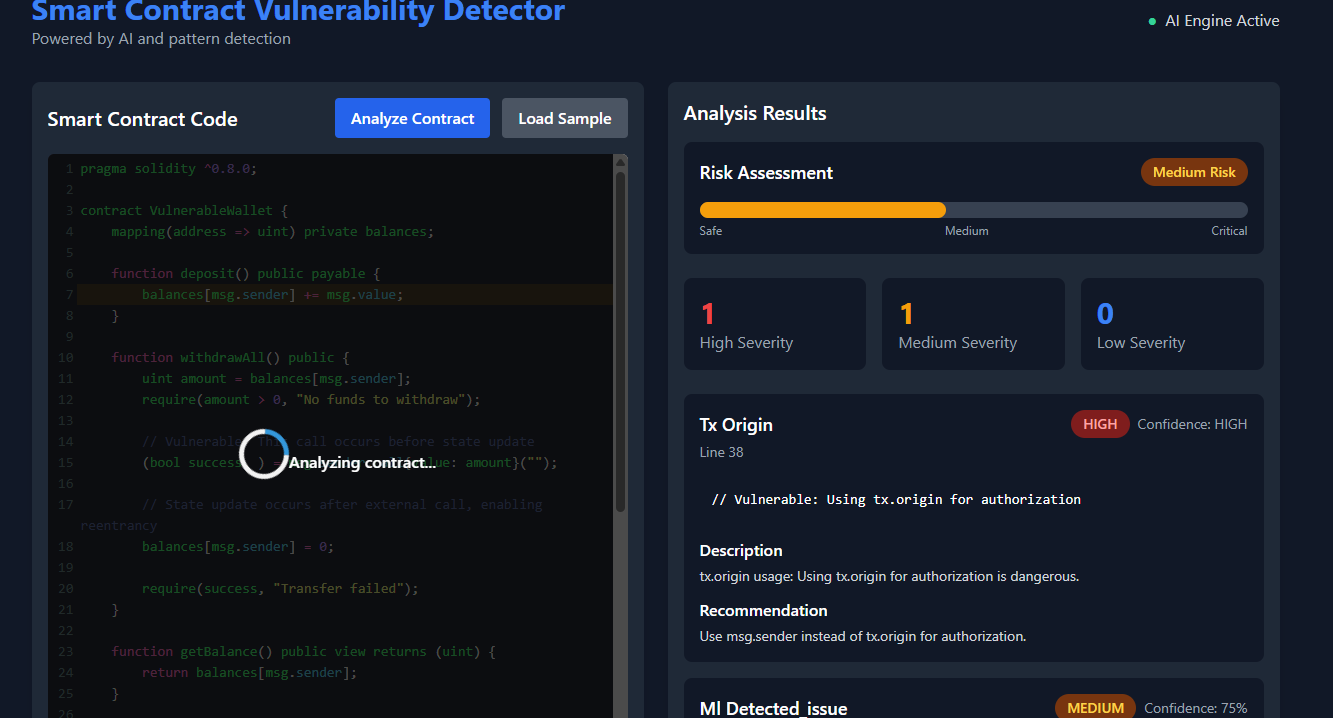 Smart Contract Vulnerability Detector
Powered by AI and pattern detection
AI Engine Active
Smart Contract Code
Analyze Contract
Load Sample
1 pragma solidity ^0.8.0;
2
3 contract VulnerableWallet {
4 mapping(address => uint) private balances;
5
6 function deposit() public payable {
7 balances[msg.sender] += msg.value;
8 }
9
10 function withdrawAll() public {
11 uint amount = balances[msg.sender];
12 require(amount > 0, "No funds to withdraw");
13
14 // Vulnerable: This call occurs before state update
15 (bool success, ) = amount}("");
Analyzing contract...
16
17 // State update occurs after external call, enabling
reentrancy
18 balances[msg.sender] = 0;
19
20 require(success, "Transfer failed");
21 }
22
23 function getBalance() public view returns (uint) {
24 return balances[msg.sender];
25 }
26
Analysis Results
Risk Assessment
Medium Risk
Safe
Medium
Critical
1
High Severity
1
Medium Severity
0
Low Severity
Tx Origin
HIGH
Confidence: HIGH
Line 38
// Vulnerable: Using tx.origin for authorization
Description
tx.origin usage: Using tx.origin for authorization is dangerous.
Recommendation
Use msg.sender instead of tx.origin for authorization.
Ml Detected_issue
MEDIUM
Confidence: 75%